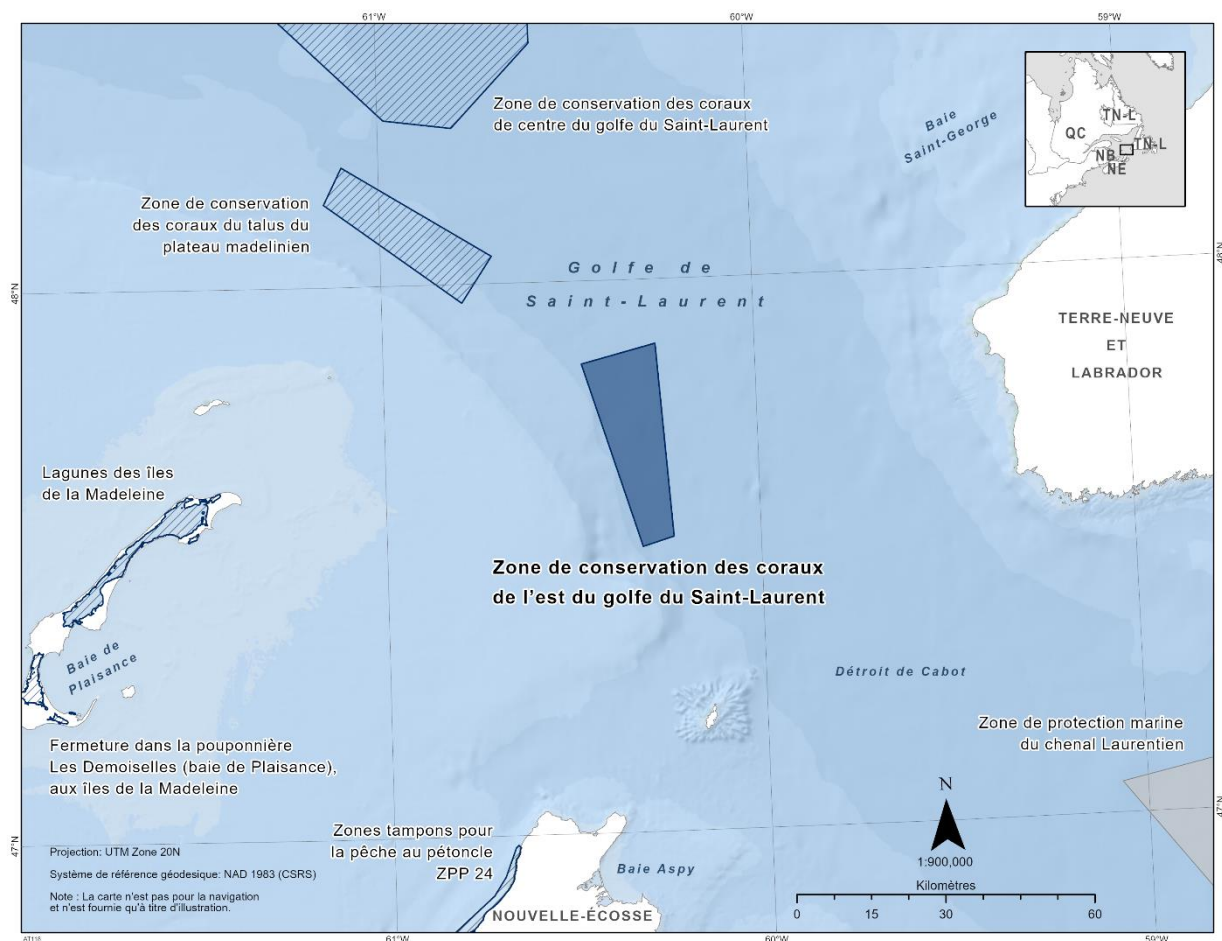 61°W
60°W
59°W
Zone de conservation des coraux
de centre du golfe du Saint-Laurent
Baie
Saint-George
TN-L
QC
TN-L
NB
NE
Zone de conservation
des coraux du talus du
plateau madelinien
48°N
48°N
Golfe de
Saint-Laurent
TERRE-NEUVE
ET
LABRADOR
Lagunes des îles
de la Madeleine
Zone de conservation des coraux
de l'est du golfe du Saint-Laurent
Baie de
Plaisance
Détroit de Cabot
Zone de protection marine
du chenal Laurentien
Fermeture dans la pouponnière
Les Demoiselles (baie de Plaisance),
aux îles de la Madeleine
N
1:900,000
Kilomètres
0 15 30 60
47°N
47°N
Zones tampons pour
la pêche au pétoncle
ZPP 24
Baie Aspy
NOUVELLE-ÉCOSSE
Projection: UTM Zone 20N
Système de référence géodesique: NAD 1983 (CSRS)
Note : La carte n'est pas pour la navigation
et n'est fournie qu'à titre d'illustration.
61°W
60°W
59°W